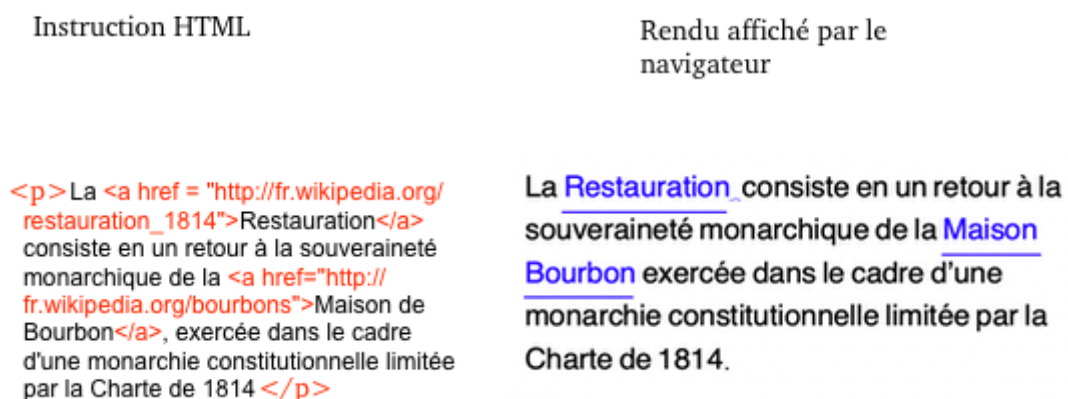 Instruction HTML
Rendu affiché par le
navigateur
<p>La <a href = "http://fr.wikipedia.org/
restauration_1814">Restauration</a>
consiste en un retour à la souveraineté
monarchique de la <a href="http://
fr.wikipedia.org/bourbons">Maison de
Bourbon</a>, exercée dans le cadre
d'une monarchie constitutionnelle limitée
par la Charte de 1814 </p>
La Restauration consiste en un retour à la
souveraineté monarchique de la Maison
Bourbon exercée dans le cadre d'une
monarchie constitutionnelle limitée par la
Charte de 1814.